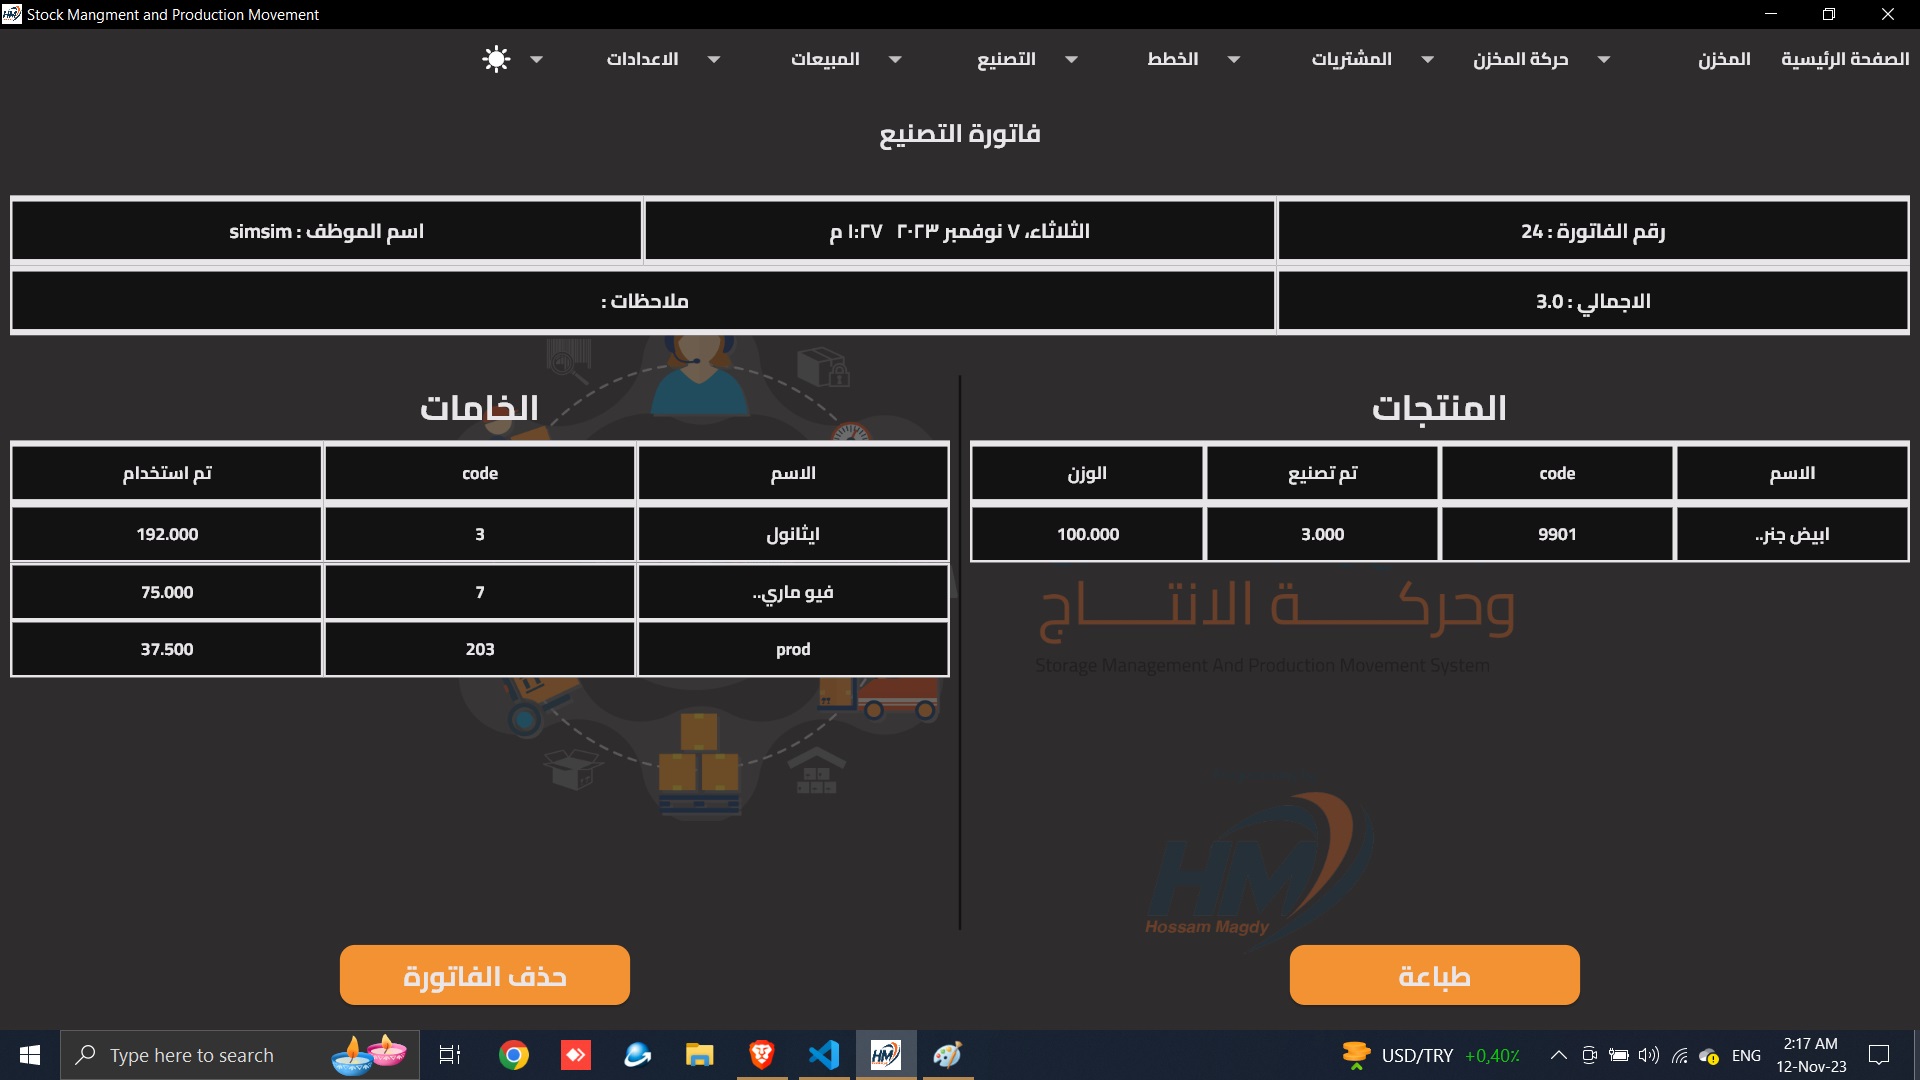 Stock Mangment and Production Movement
الصفحة الرئيسية المخزن حركة المخزن المشتريات الخطط التصنيع المبيعات الاعدادات
فاتورة التصنيع
رقم الفاتورة : 24
الثلاثاء، ٧ نوفمبر ٢٠٢٣ ١:٢٧ م
اسم الموظف : simsim
الاجمالي : 3.0
ملاحظات :
المنتجات
الاسم code تم تصنيع الوزن
ابيض جنر.. 9901 3.000 100.000
الخامات
الاسم code تم استخدام
ايثانول 3 192.000
فيو ماري.. 7 75.000
prod 203 37.500
وحركة الانتاج
Storage Management And Production Movement System
HM
Hossam Magdy
طباعة
حذف الفاتورة
Type here to search
HM
USD/TRY +0,40%
ENG
2:17 AM
12-Nov-23